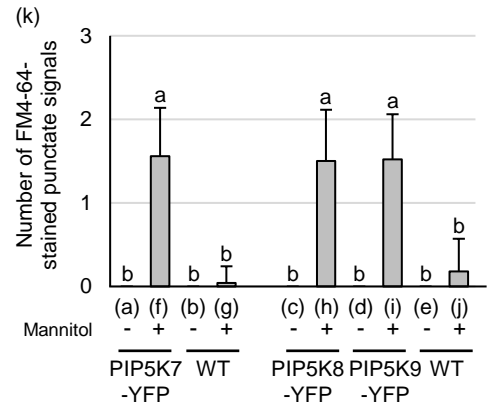 (k)
Number of FM4-64-
stained punctate signals
3
2
1
0
b a b b b a b a b b
(a) (f) (b) (g) (c) (h) (d) (i) (e) (j)
Mannitol - + - + - + - + - +
PIP5K7 WT PIP5K8 PIP5K9 WT
-YFP -YFP -YFP